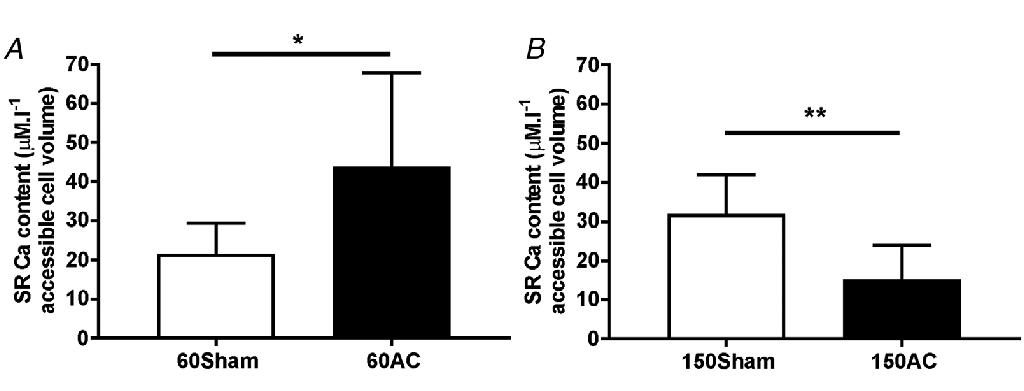 A
*
SR Ca content (μM.l-1
accessible cell volume)
70
60
50
40
30
20
10
0
60Sham
60AC
B
**
SR Ca content (μM.l-1
accessible cell volume)
70
60
50
40
30
20
10
0
150Sham
150AC